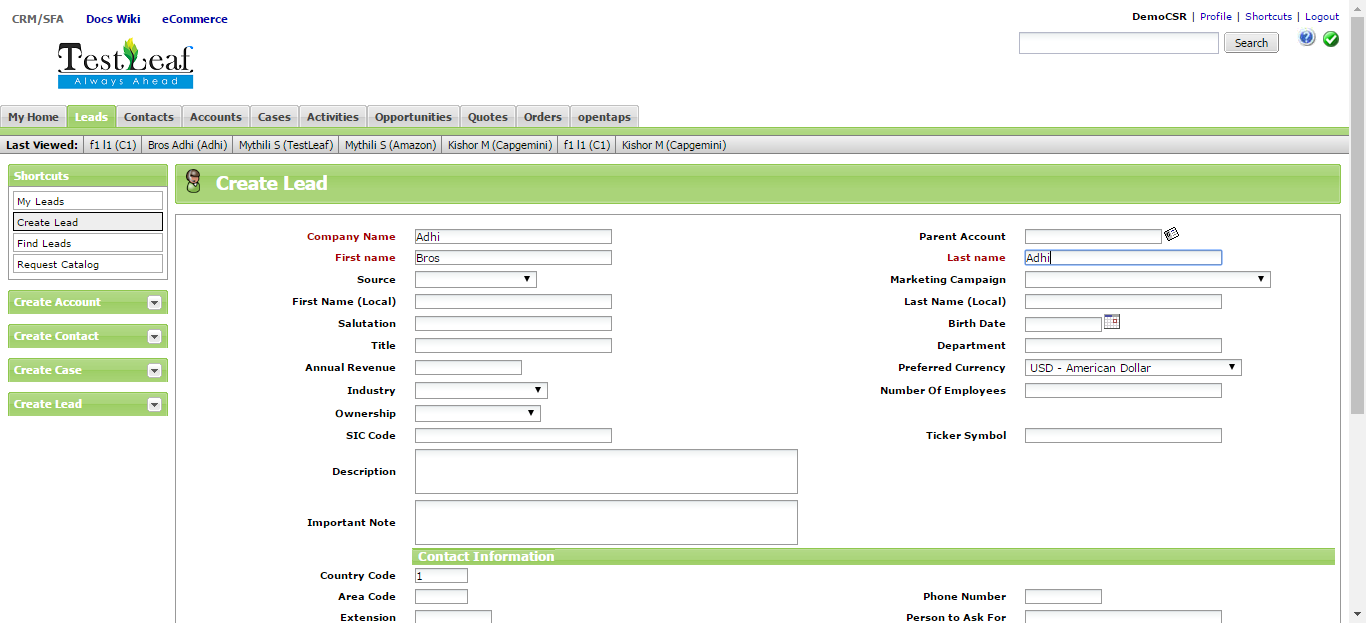 CRM/SFA Docs Wiki eCommerce
DemoCSR | Profile | Shortcuts | Logout
TestLeaf
Always Ahead
Search
My Home Leads Contacts Accounts Cases Activities Opportunities Quotes Orders opentaps
Last Viewed: f1 l1 (C1) Bros Adhi (Adhi) Mythili S (TestLeaf) Mythili S (Amazon) Kishor M (Capgemini) f1 l1 (C1) Kishor M (Capgemini)
Shortcuts
My Leads
Create Lead
Find Leads
Request Catalog
Create Account
Create Contact
Create Case
Create Lead
Create Lead
Company Name Adhi Parent Account
First name Bros Last name Adhi
Source Marketing Campaign
First Name (Local) Last Name (Local)
Salutation Birth Date
Title Department
Annual Revenue Preferred Currency USD - American Dollar
Industry Number Of Employees
Ownership
SIC Code Ticker Symbol
Description
Important Note
Contact Information
Country Code 1
Area Code Phone Number
Extension Person to Ask For